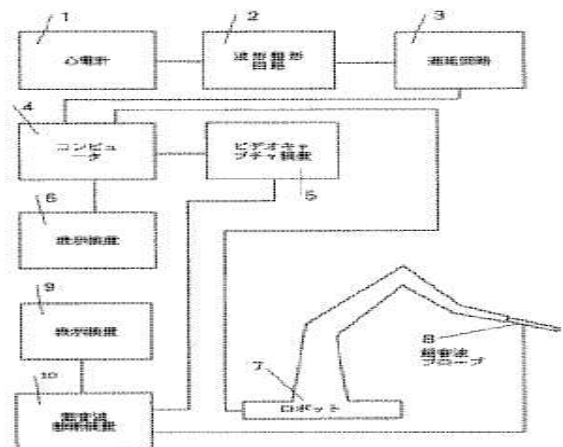 1
2
3
心電計
波形整形
回路
遅延回路
4
コンピュ
ータ
ビデオキャ
プチャ装置
5
6
表示装置
9
表示装置
10
超音波
診断装置
7
ロボット
8
超音波
プローブ